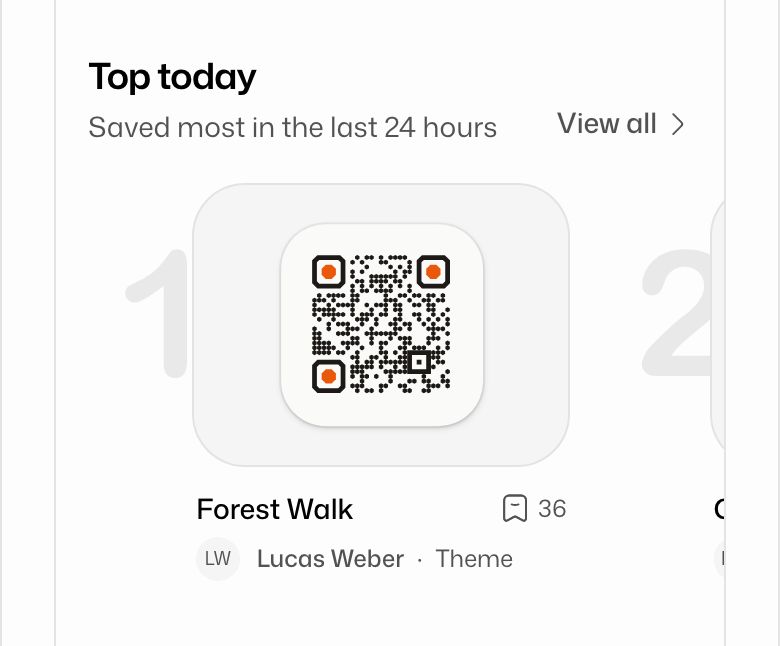 Top today
Saved most in the last 24 hours
View all
1
2
Forest Walk
36
LW
Lucas Weber · Theme